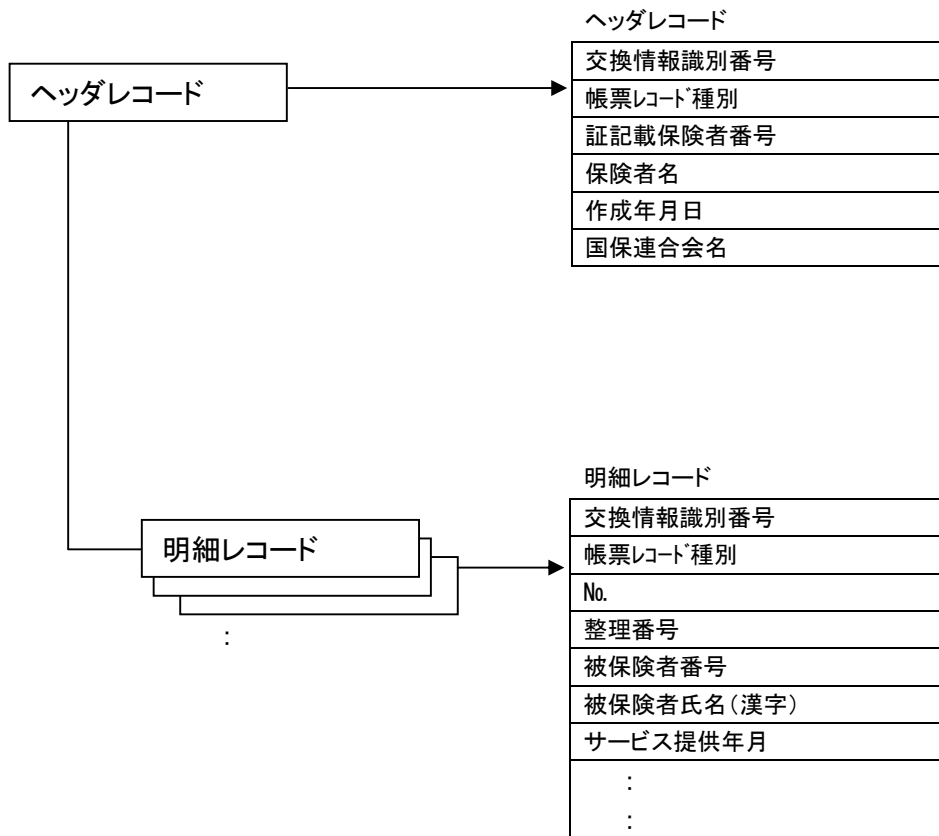 ヘッダレコード
ヘッダレコード
交換情報識別番号
帳票ﾚｺｰﾄﾞ種別
証記載保険者番号
保険者名
作成年月日
国保連合会名
明細レコード
:
明細レコード
交換情報識別番号
帳票ﾚｺｰﾄﾞ種別
№
整理番号
被保険者番号
被保険者氏名(漢字)
サービス提供年月
:
: